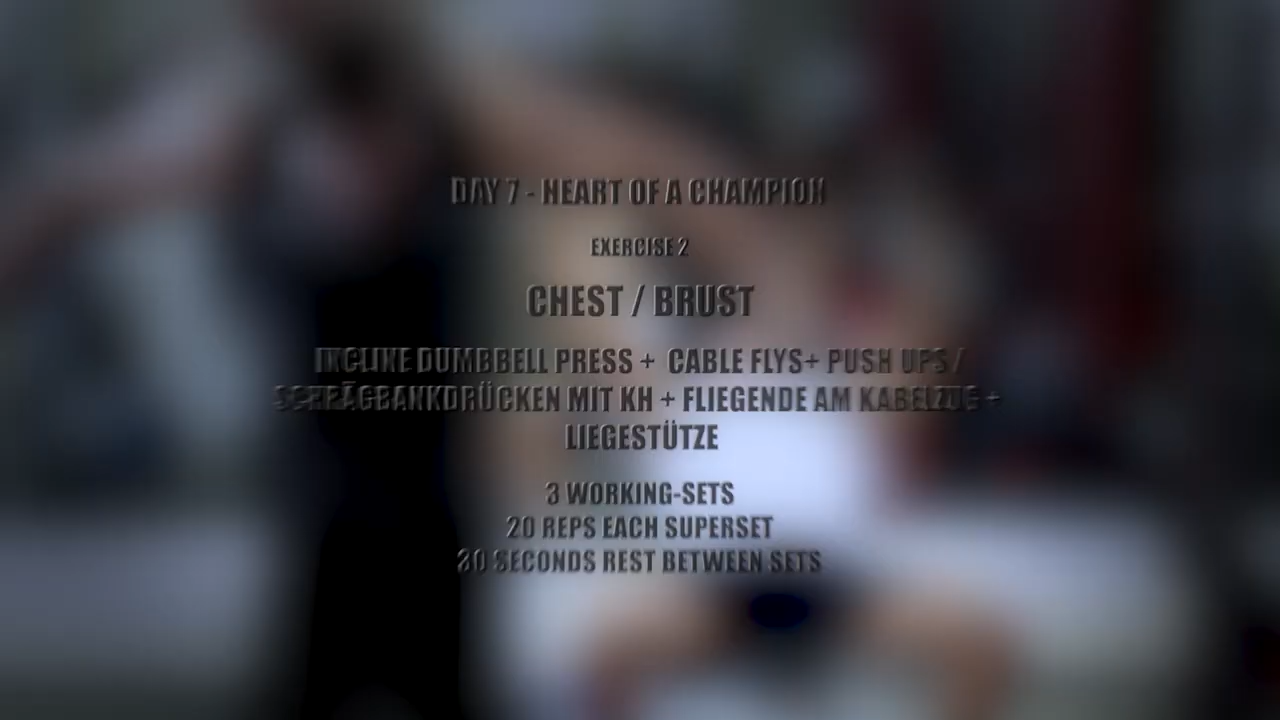 DAY 7 - HEART OF A CHAMPION
EXERCISE 2
CHEST / BRUST
INCLINE DUMBBELL PRESS + CABLE FLYS+ PUSH UPS /
SCHRÄGBANKDRÜCKEN MIT KH + FLIEGENDE AM KABELZUG +
LIEGESTÜTZE
3 WORKING-SETS
20 REPS EACH SUPERSET
SECONDS REST BETWEEN SETS